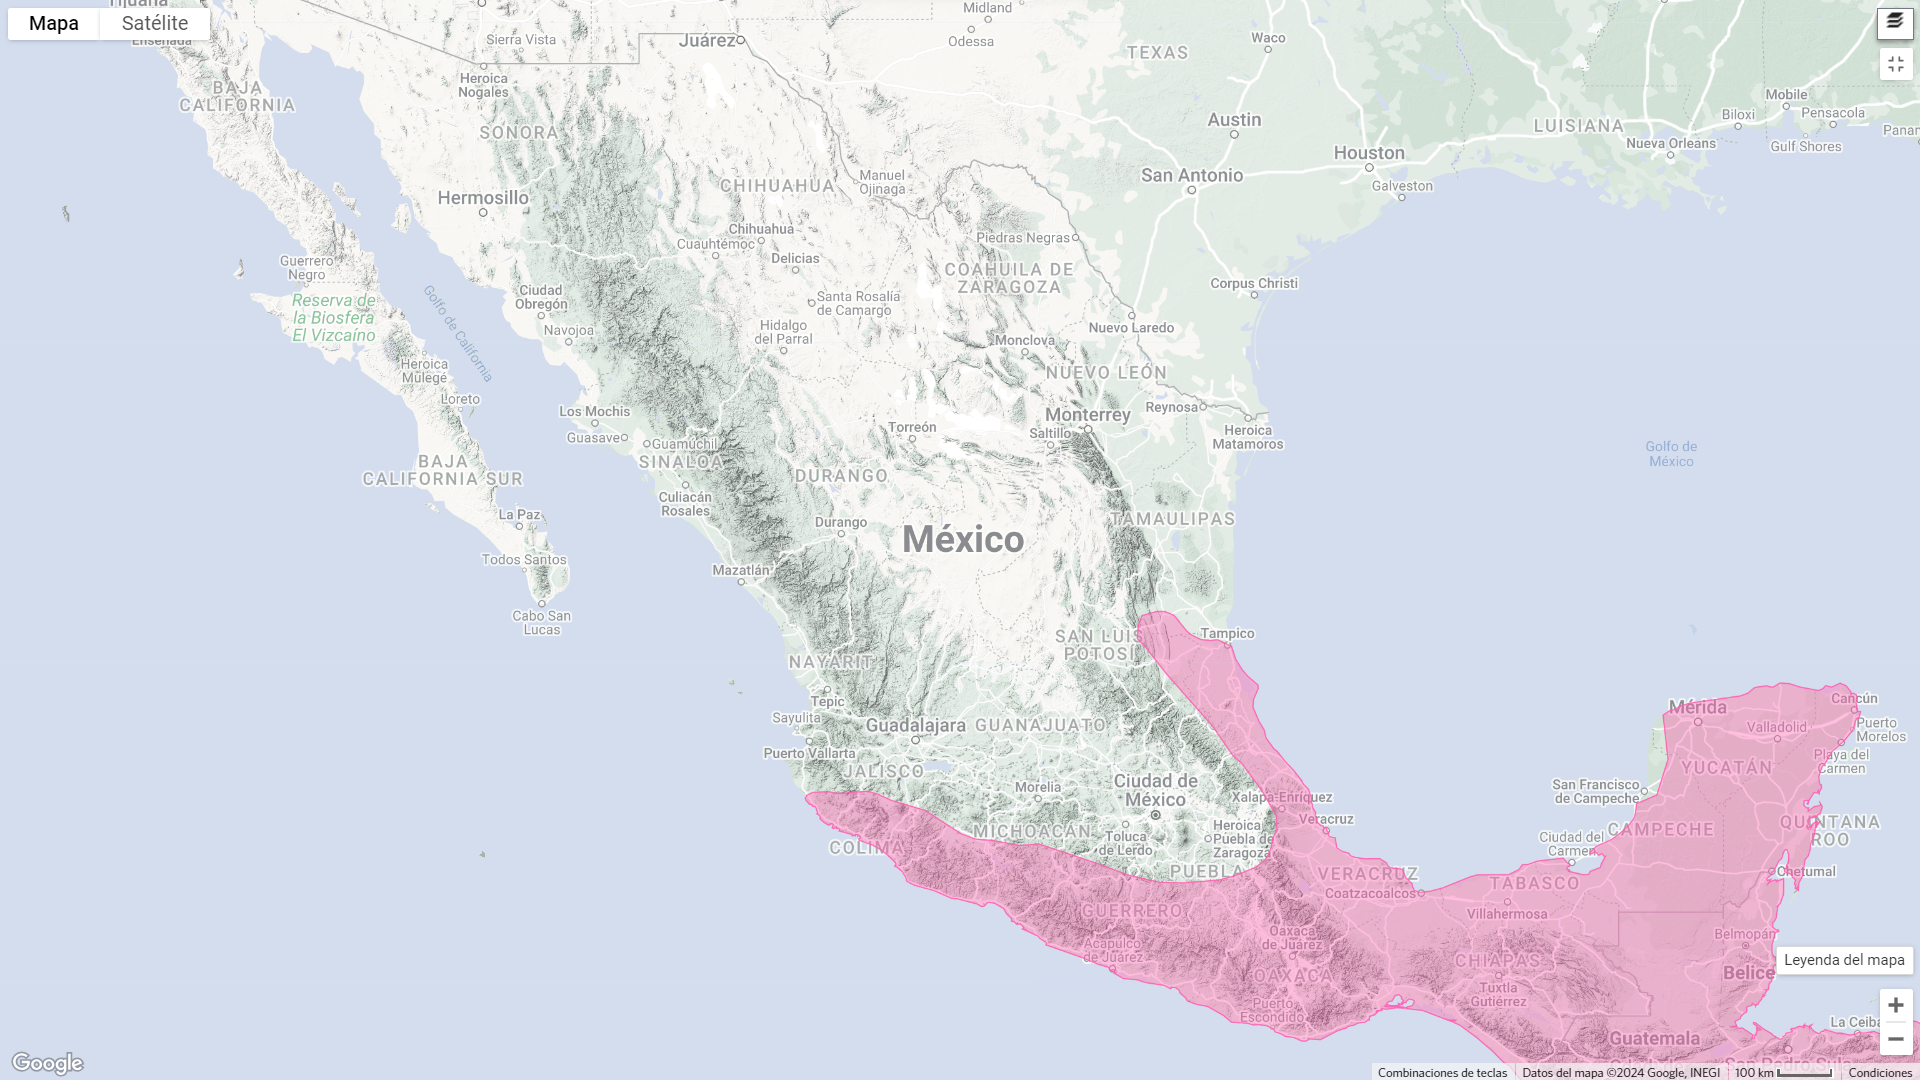 Tijuana
Mapa
Satélite
Ensenada
Sierra Vista
Juárez
Midland
Odessa
TEXAS
Waco
Heroica
Nogales
BAJA
CALIFORNIA
SONORA
Austin
Mobile
Biloxi
Pensacola
LUISIANA
Nueva Orleans
Gulf Shores
Houston
San Antonio
Galveston
Manuel
Ojinaga
CHIHUAHUA
Hermosillo
Chihuahua
Cuauhtémoc
Delicias
Piedras Negras
Guerrero
Negro
COAHUILA DE
ZARAGOZA
Corpus Christi
Ciudad
Obregón
Santa Rosalía
de Camargo
Reserva de
la Biosfera
El Vizcaíno
Golfo de California
Navojoa
Hidalgo
del Parral
Nuevo Laredo
Monclova
Heroica
Mulegé
NUEVO LEÓN
Loreto
Los Mochis
Guasave
Guamúchil
SINALOA
Torreón
Saltillo
Monterrey
Reynosa
Heroica
Matamoros
Golfo de
México
BAJA
CALIFORNIA SUR
DURANGO
Culiacán
Rosales
La Paz
Durango
México
TAMAULIPAS
Todos Santos
Mazatlán
Cabo San
Lucas
SAN LUIS
POTOSÍ
Tampico
NAYARIT
Tepic
Sayulita
Guadalajara
GUANAJUATO
Puerto Vallarta
JALISCO
Morelia
Ciudad de
México
Xalapa-Enríquez
Veracruz
COLIMA
MICHOACÁN
Toluca
de Lerdo
Heroica
Puebla de
Zaragoza
PUEBLA
VERACRUZ
Coatzacoalcos
TABASCO
Villahermosa
Mérida
Cancún
Valladolid
Puerto
Morelos
Playa del
Carmen
YUCATÁN
San Francisco
de Campeche
Ciudad del
Carmen
CAMPECHE
QUINTANA
ROO
Chetumal
GUERRERO
Acapulco
de Juárez
Oaxaca
de Juárez
OAXACA
Puerto
Escondido
CHIAPAS
Tuxtla
Gutiérrez
Belmopán
Belice
Leyenda del mapa
La Ceiba
Guatemala
San Pedro Sula
Google
Combinaciones de teclas
Datos del mapa ©2024 Google, INEGI
100 km
Condiciones